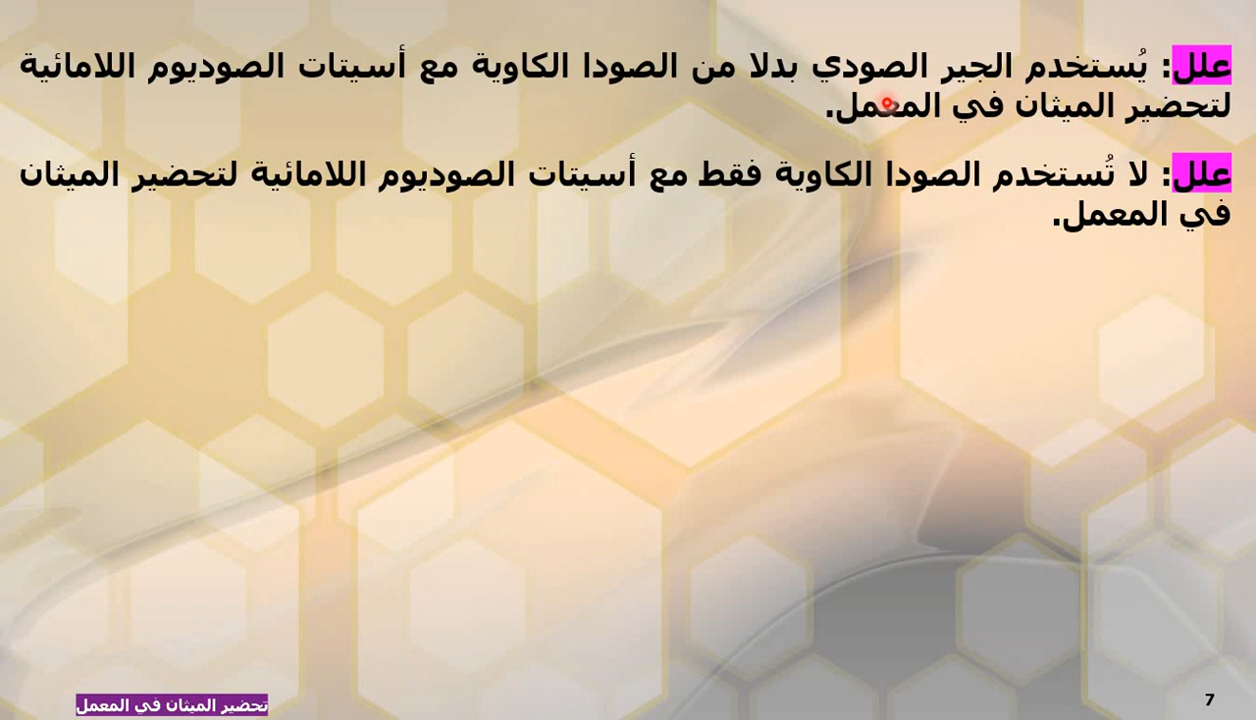 علل: يُستخدم الجير الصودي بدلا من الصودا الكاوية مع أسيتات الصوديوم اللامائية
لتحضير الميثان في المعمل.
علل: لا تُستخدم الصودا الكاوية فقط مع أسيتات الصوديوم اللامائية لتحضير الميثان
في المعمل.
تحضير الميثان في المعمل
7